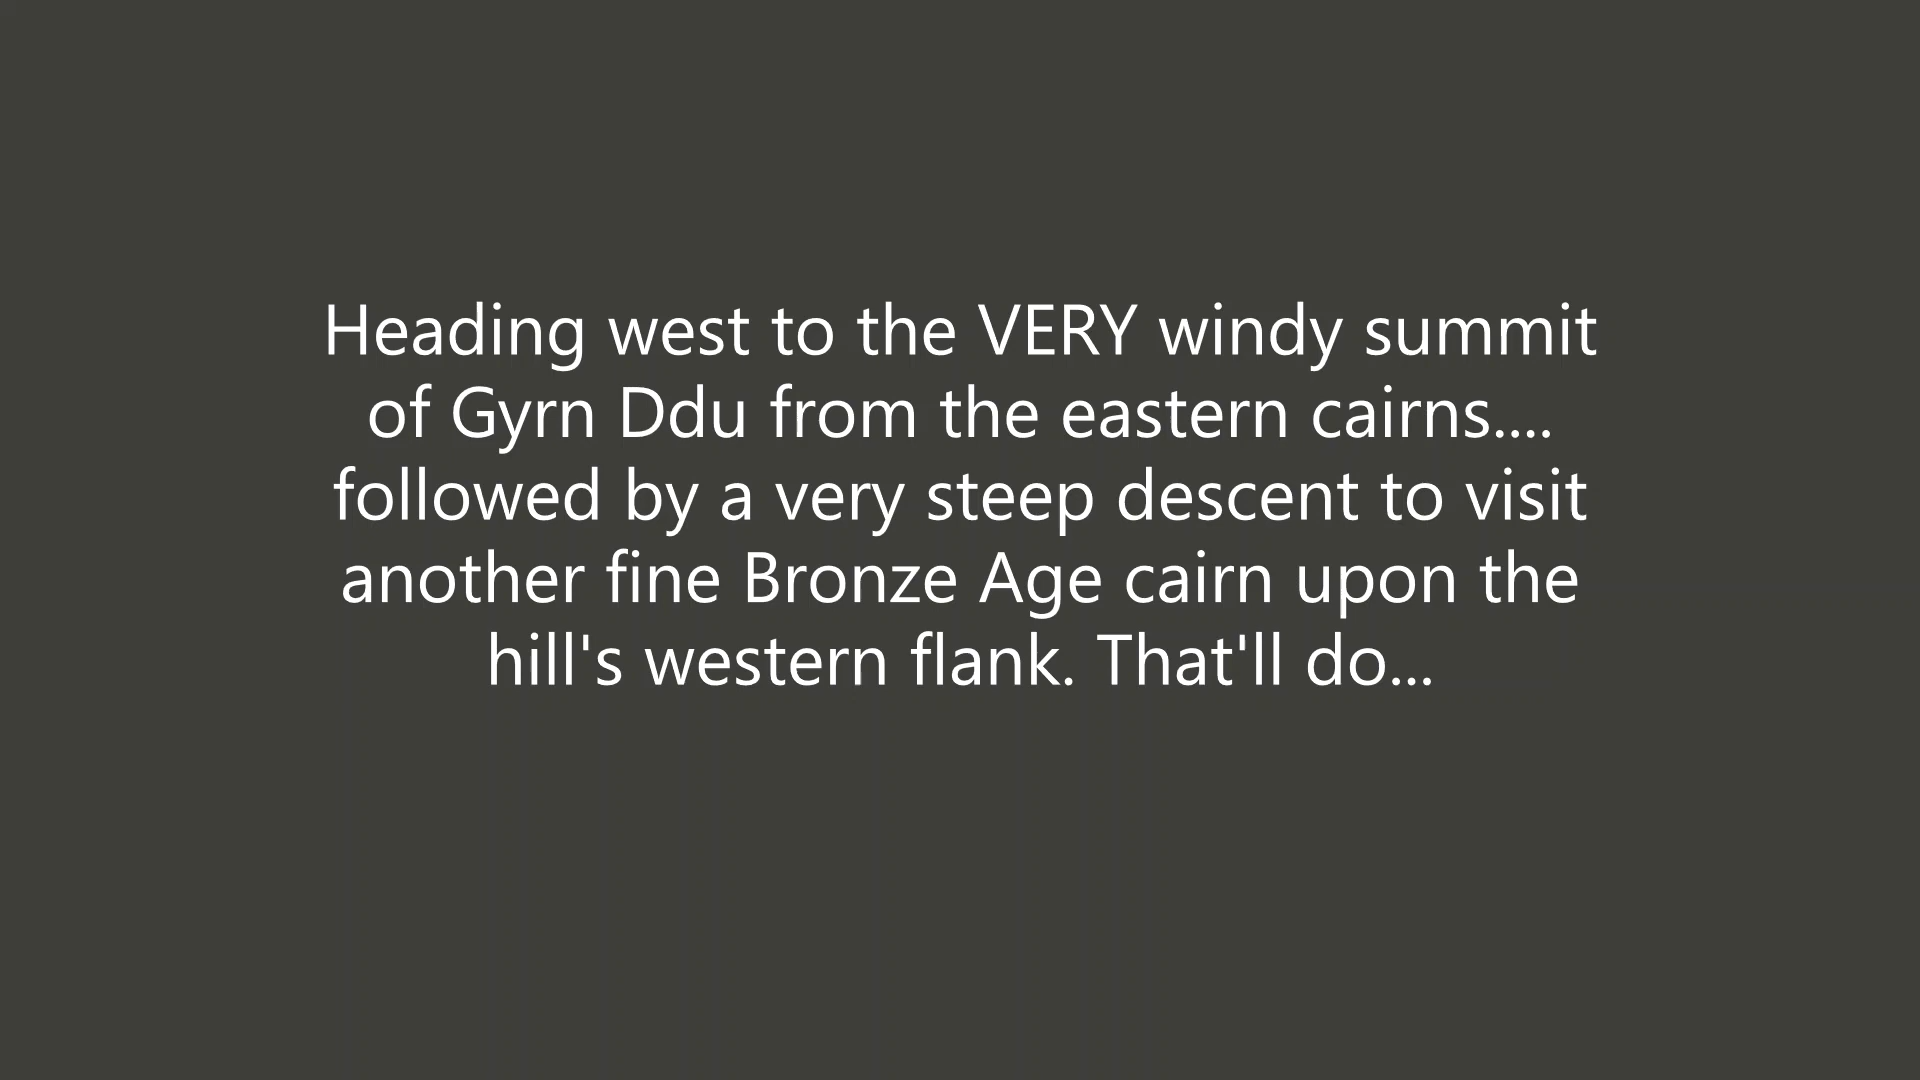 Heading west to the VERY windy summit
of Gyrn Ddu from the eastern cairns....
followed by a very steep descent to visit
another fine Bronze Age cairn upon the
hill's western flank. That'll do...